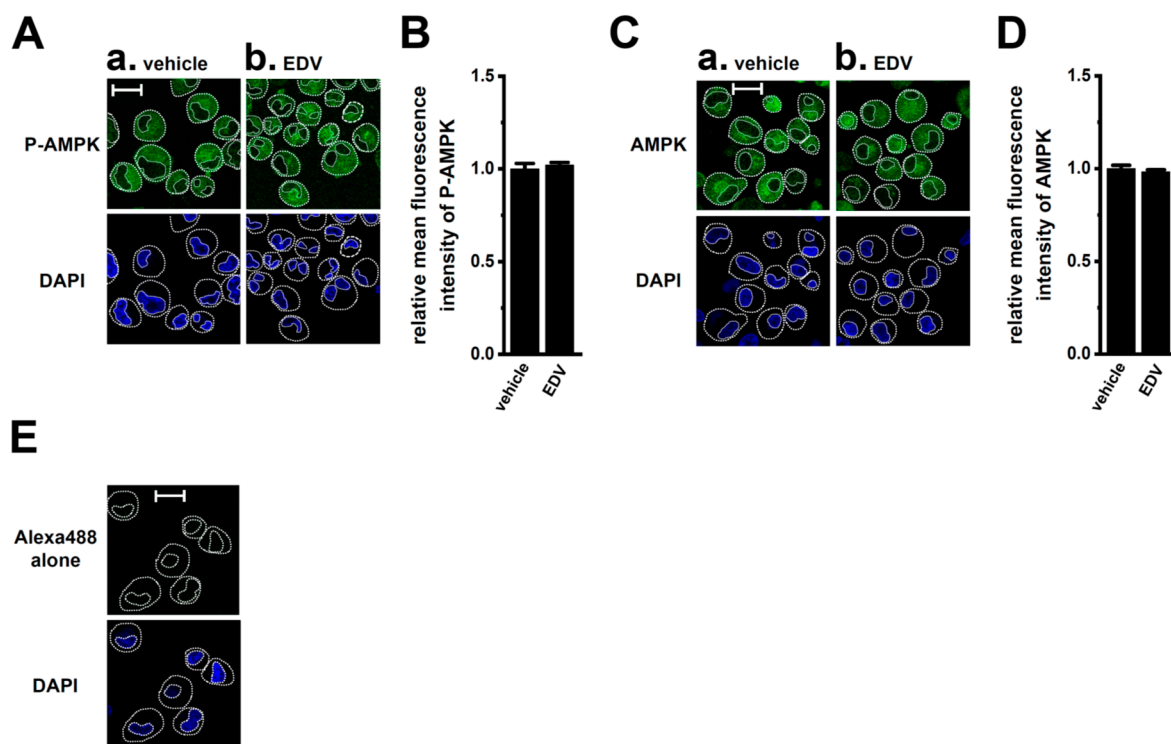 A
a. vehicle
b. EDV
P-AMPK
DAPI
B
relative mean fluorescence
intensity of P-AMPK
1.5
1.0
0.5
0.0
vehicle
EDV
C
a. vehicle
b. EDV
AMPK
DAPI
D
relative mean fluorescence
intensity of AMPK
1.5
1.0
0.5
0.0
vehicle
EDV
E
Alexa488
alone
DAPI